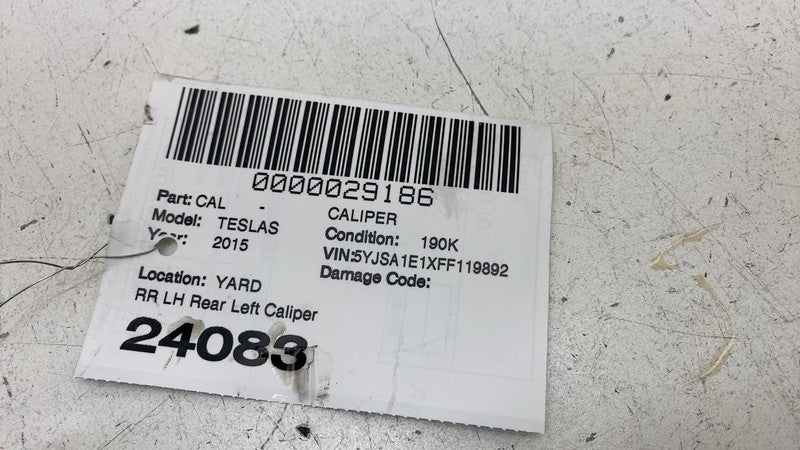 0000029186
Part: CAL - CALIPER
Model: TESLAS Condition: 190K
Year: 2015 VIN:5YJSA1E1XFF119892
Damage Code:
Location: YARD
RR LH Rear Left Caliper
24083